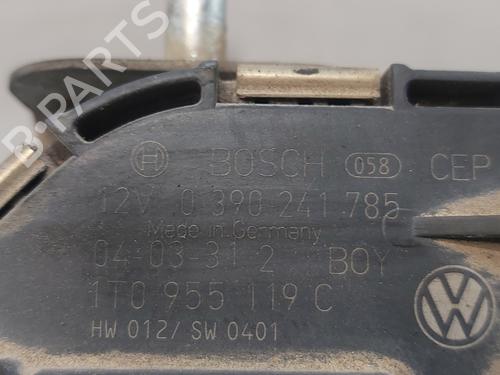 BOSCH 058 CEP
12V 0 390 241 785
Made in Germany
04-03-31 2 BOY
1T0 955 119 C
HW 012/ SW 0401
B-PARTS